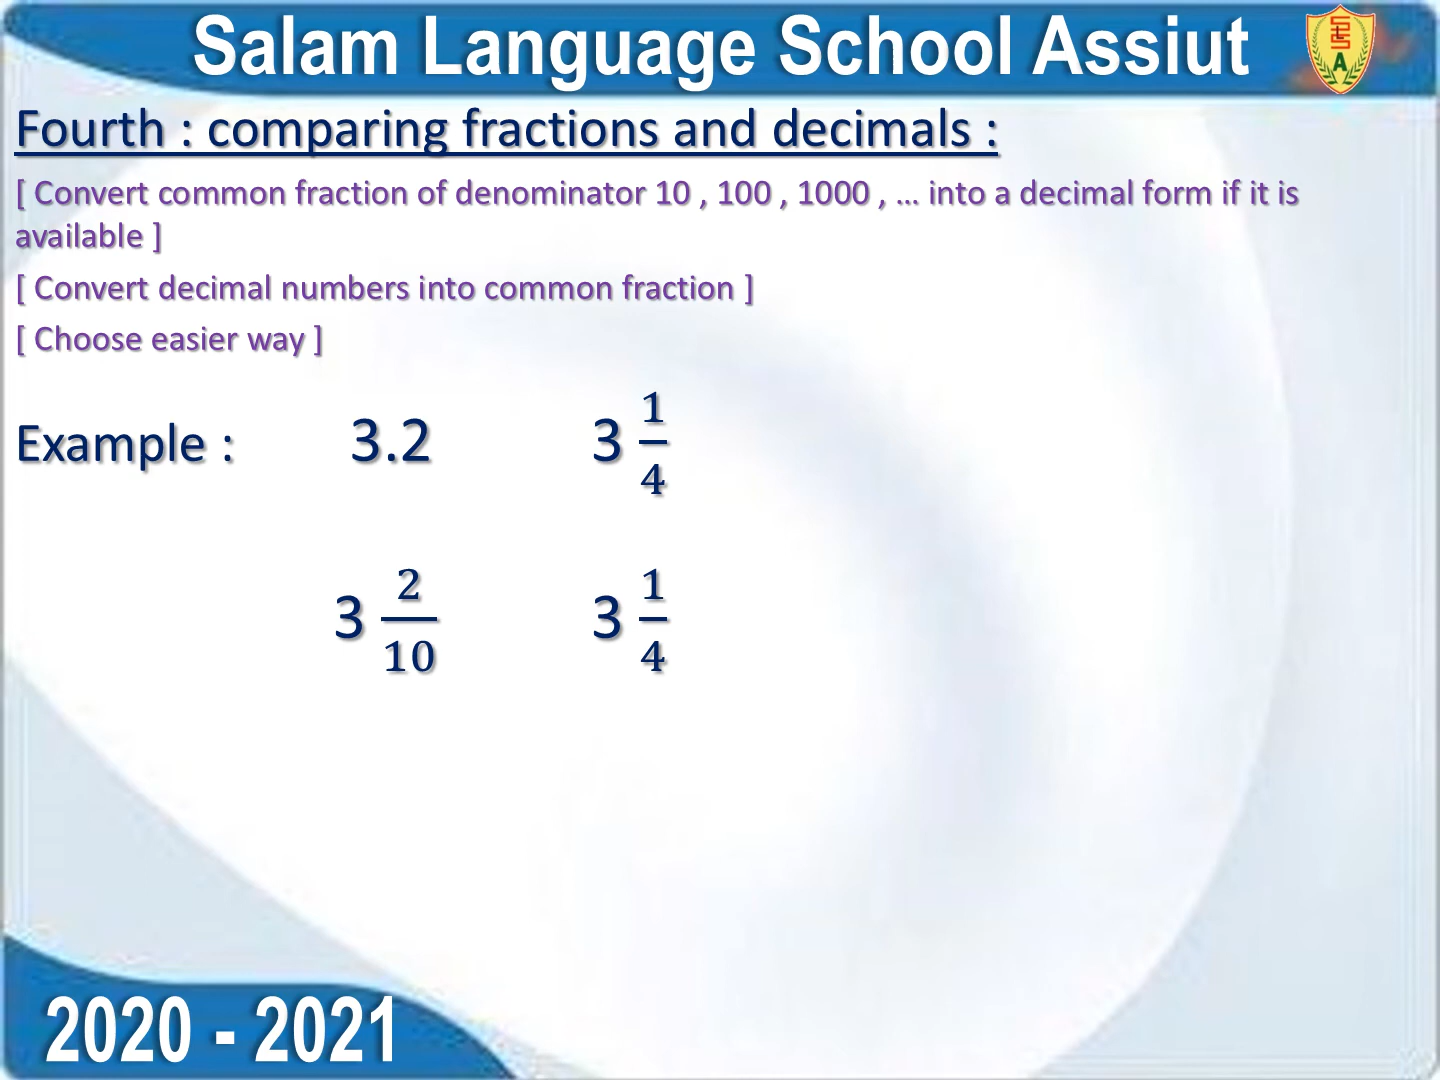 Salam Language School Assiut
Fourth : comparing fractions and decimals :
[ Convert common fraction of denominator 10 , 100 , 1000 , … into a decimal form if it is
available ]
[ Convert decimal numbers into common fraction ]
[ Choose easier way ]
Example : 3.2 3 1/4
3 2/10 3 1/4
2020 - 2021